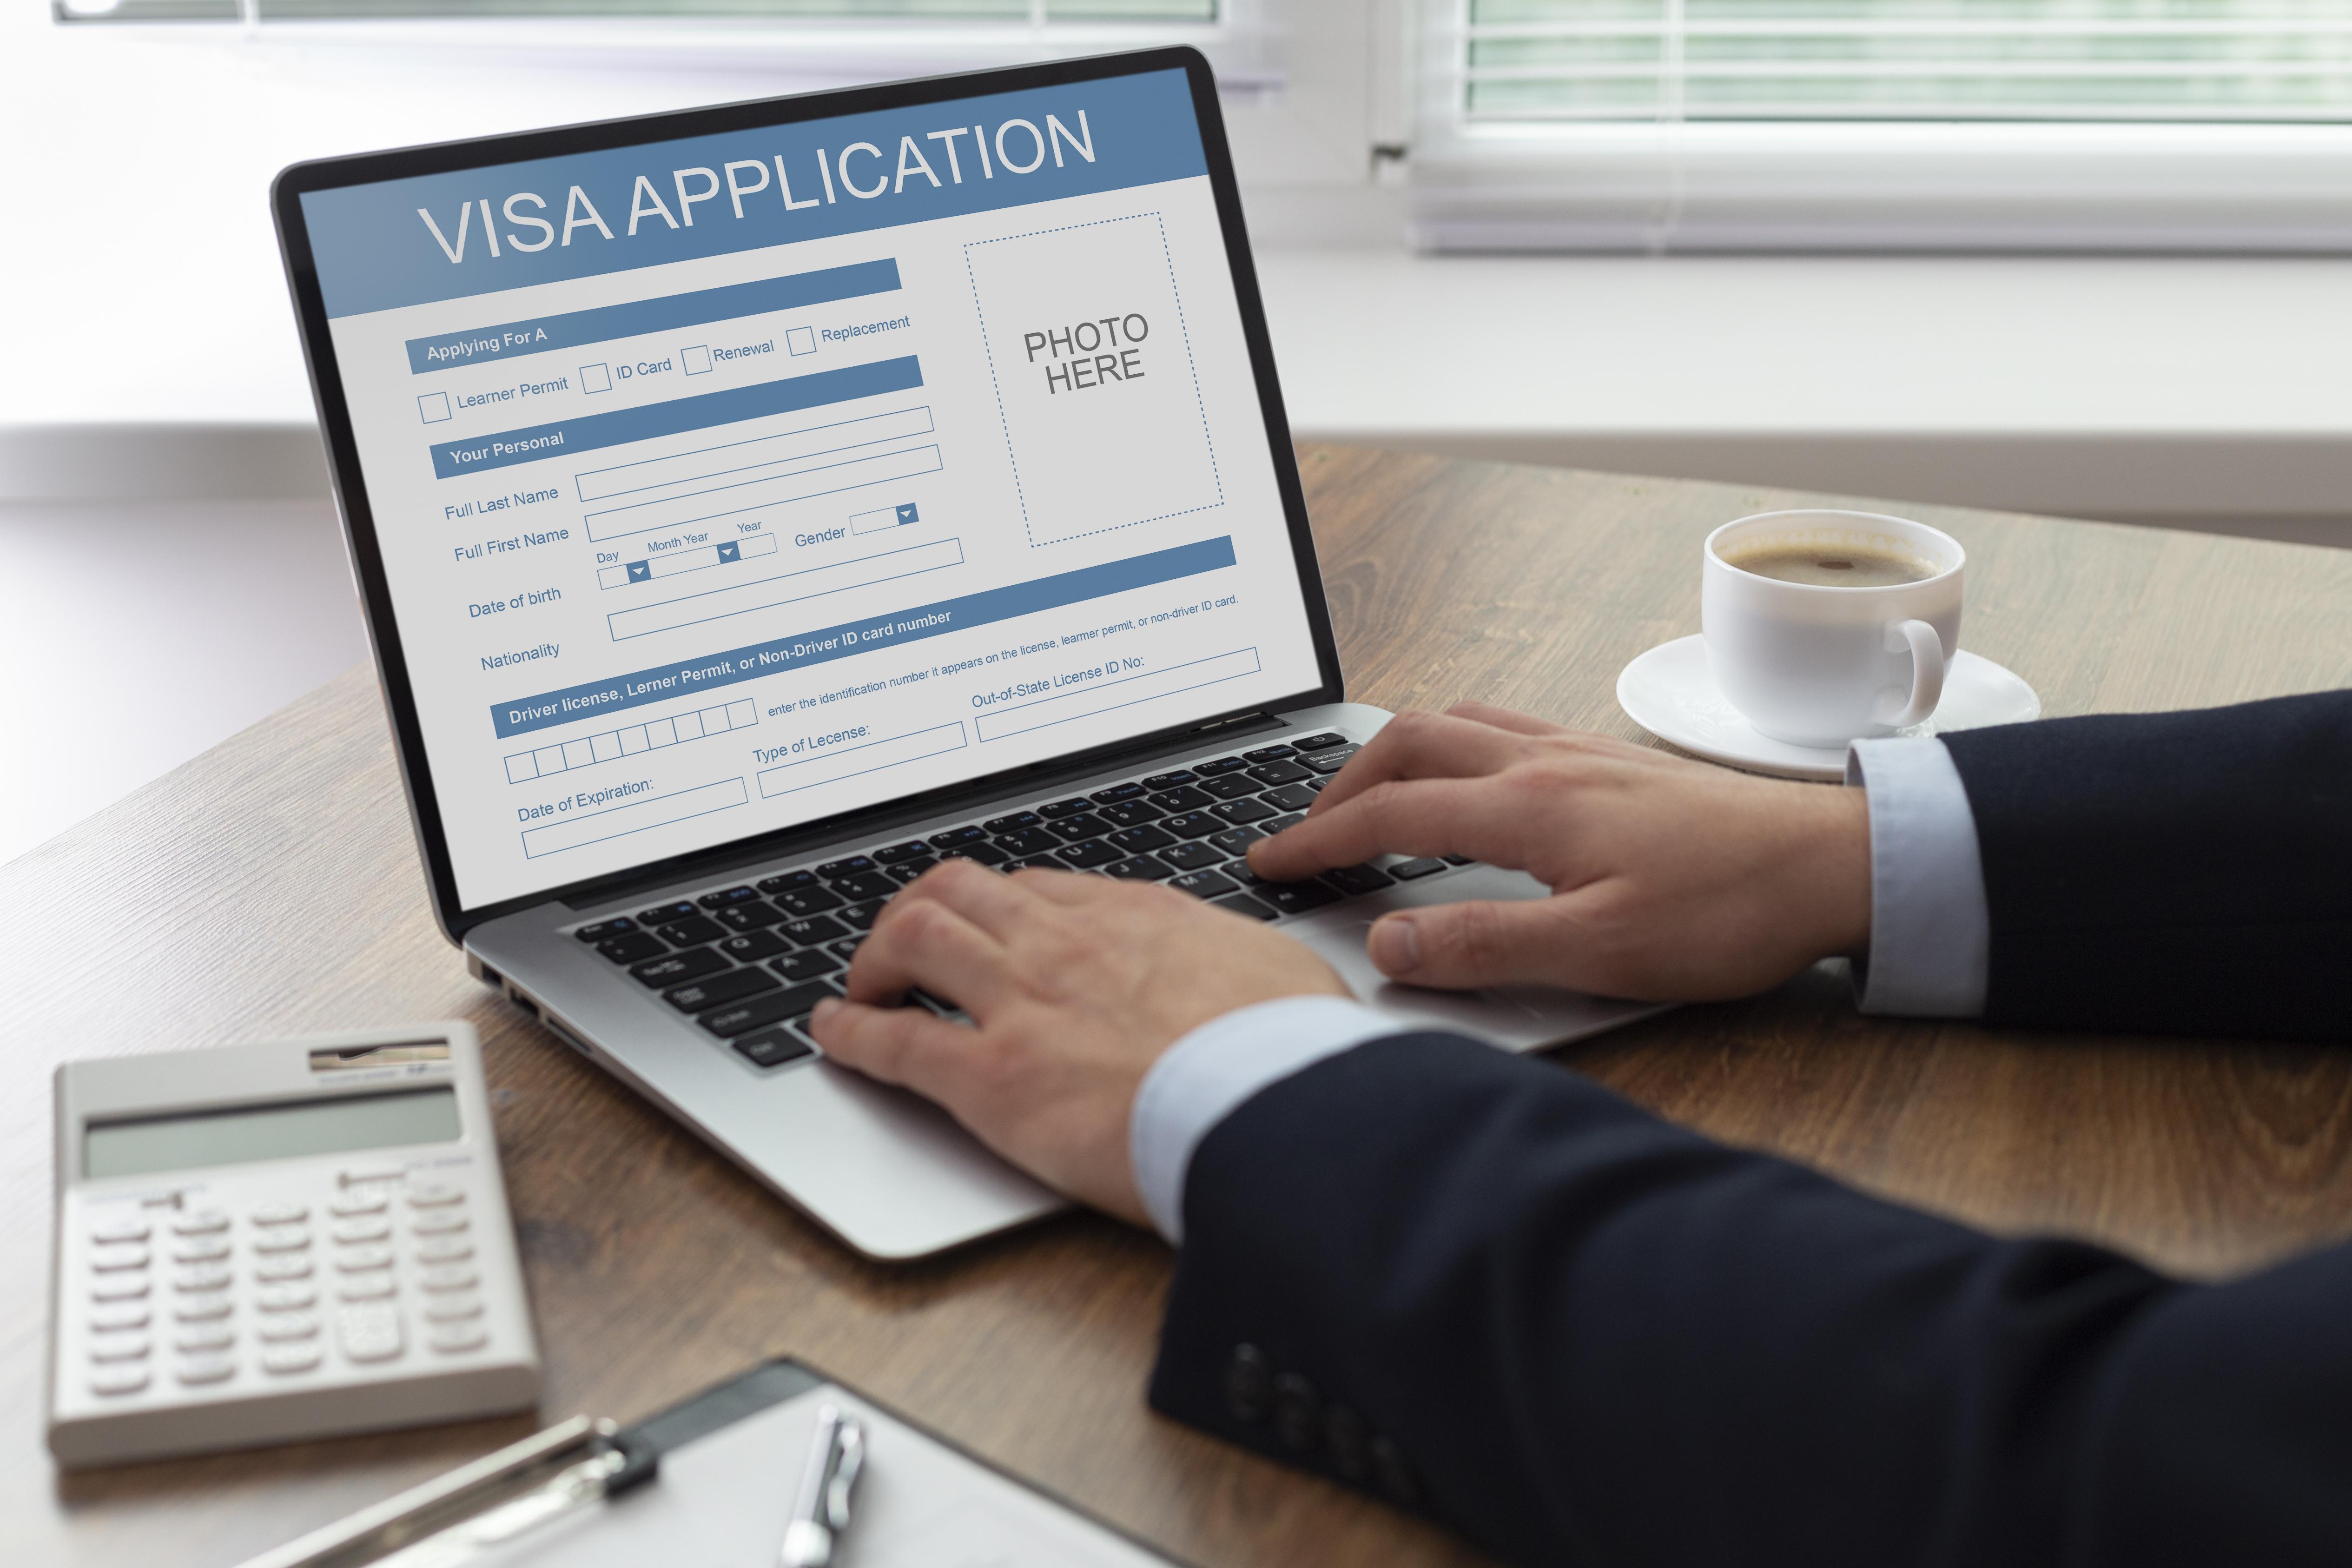 VISA APPLICATION
Applying For A
Learner Permit ID Card Renewal Replacement
PHOTO
HERE
Your Personal
Full Last Name
Full First Name
Day Month Year Year
Date of birth Gender
Nationality
Driver license, Lerner Permit, or Non-Driver ID card number
enter the identification number it appears on the license, learmer permit, or non-driver ID card.
Date of Expiration: Type of Lecense: Out-of-State License ID No:
Backspace
Q W E U O P
A J K L
M
Alt